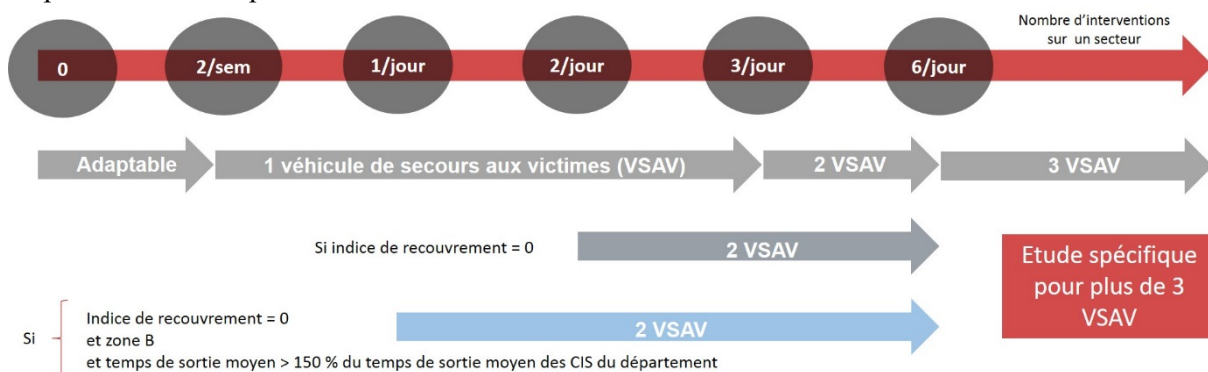 Nombre d'interventions
sur un secteur
0
2/sem
1/jour
2/jour
3/jour
6/jour
Adaptable
1 véhicule de secours aux victimes (VSAV)
2 VSAV
3 VSAV
Si indice de recouvrement = 0
2 VSAV
Etude spécifique
pour plus de 3
VSAV
Si
Indice de recouvrement = 0
et zone B
et temps de sortie moyen > 150 % du temps de sortie moyen des CIS du département
2 VSAV